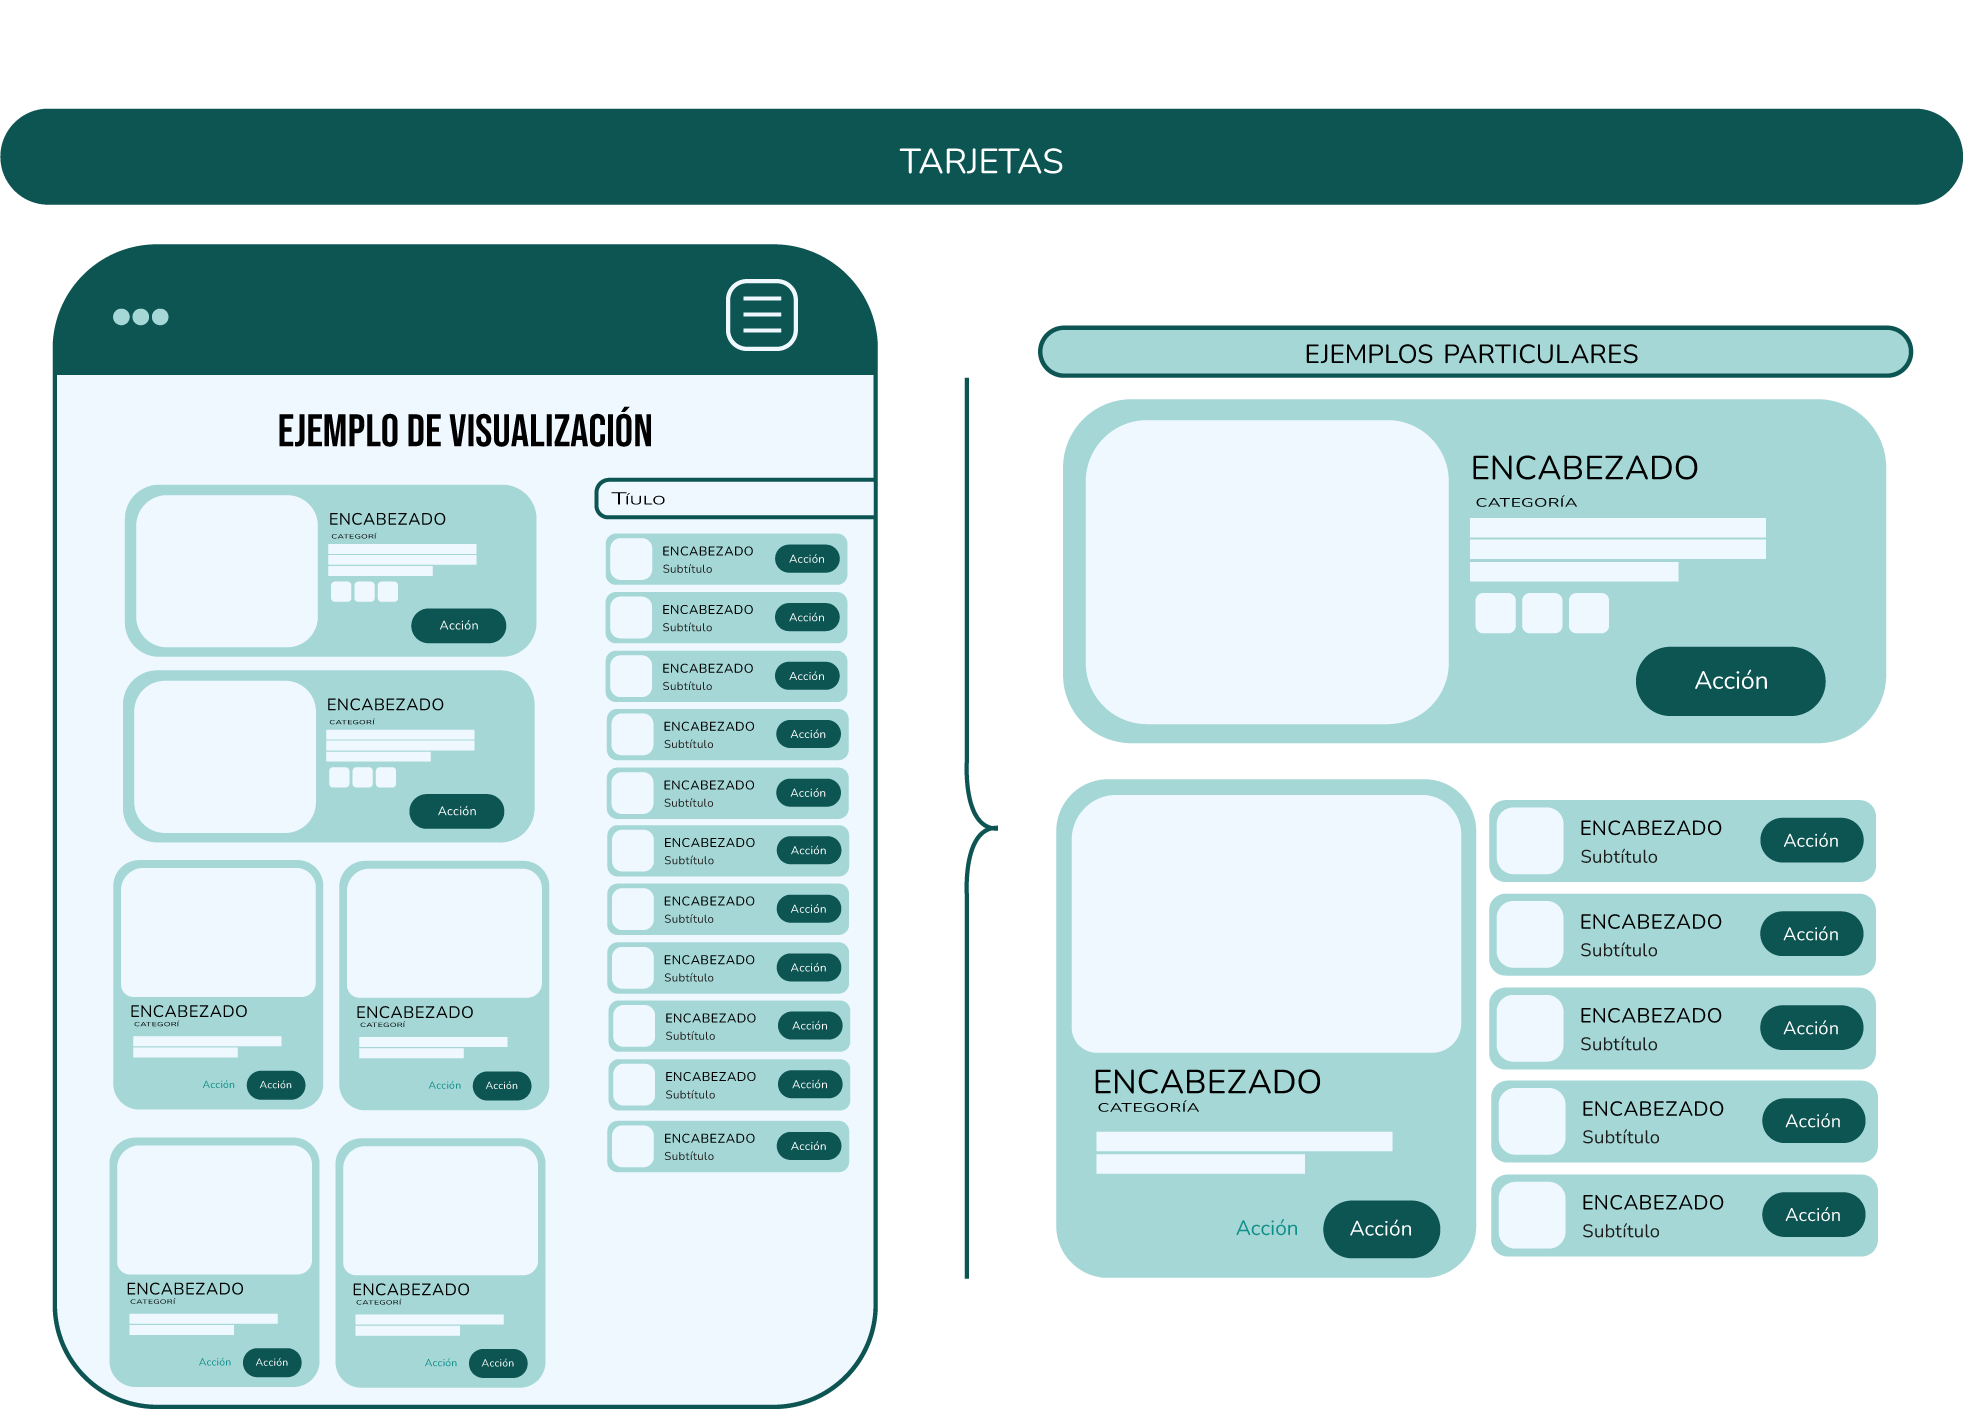 TARJETAS
EJEMPLO DE VISUALIZACIÓN
ENCABEZADO
CATEGORÍ
Acción
ENCABEZADO
CATEGORÍ
Acción
ENCABEZADO
CATEGORÍ
Acción Acción
ENCABEZADO
CATEGORÍ
Acción Acción
ENCABEZADO
CATEGORÍ
Acción Acción
ENCABEZADO
CATEGORÍ
Acción Acción
Tíulo
ENCABEZADO
Subtítulo
Acción
ENCABEZADO
Subtítulo
Acción
ENCABEZADO
Subtítulo
Acción
ENCABEZADO
Subtítulo
Acción
ENCABEZADO
Subtítulo
Acción
ENCABEZADO
Subtítulo
Acción
ENCABEZADO
Subtítulo
Acción
ENCABEZADO
Subtítulo
Acción
ENCABEZADO
Subtítulo
Acción
ENCABEZADO
Subtítulo
Acción
ENCABEZADO
Subtítulo
Acción
EJEMPLOS PARTICULARES
ENCABEZADO
CATEGORÍA
Acción
ENCABEZADO
CATEGORÍA
Acción Acción
ENCABEZADO
Subtítulo
Acción
ENCABEZADO
Subtítulo
Acción
ENCABEZADO
Subtítulo
Acción
ENCABEZADO
Subtítulo
Acción
ENCABEZADO
Subtítulo
Acción